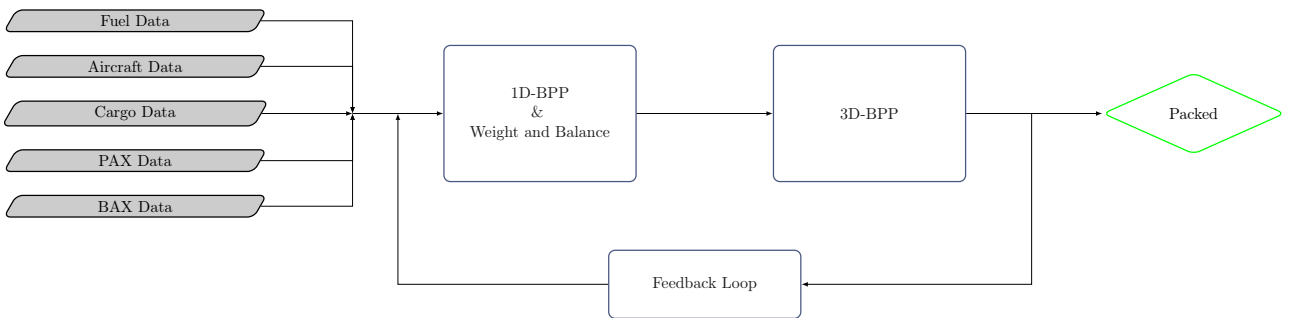 Fuel Data
Aircraft Data
Cargo Data
PAX Data
BAX Data
1D-BPP
&
Weight and Balance
3D-BPP
Packed
Feedback Loop